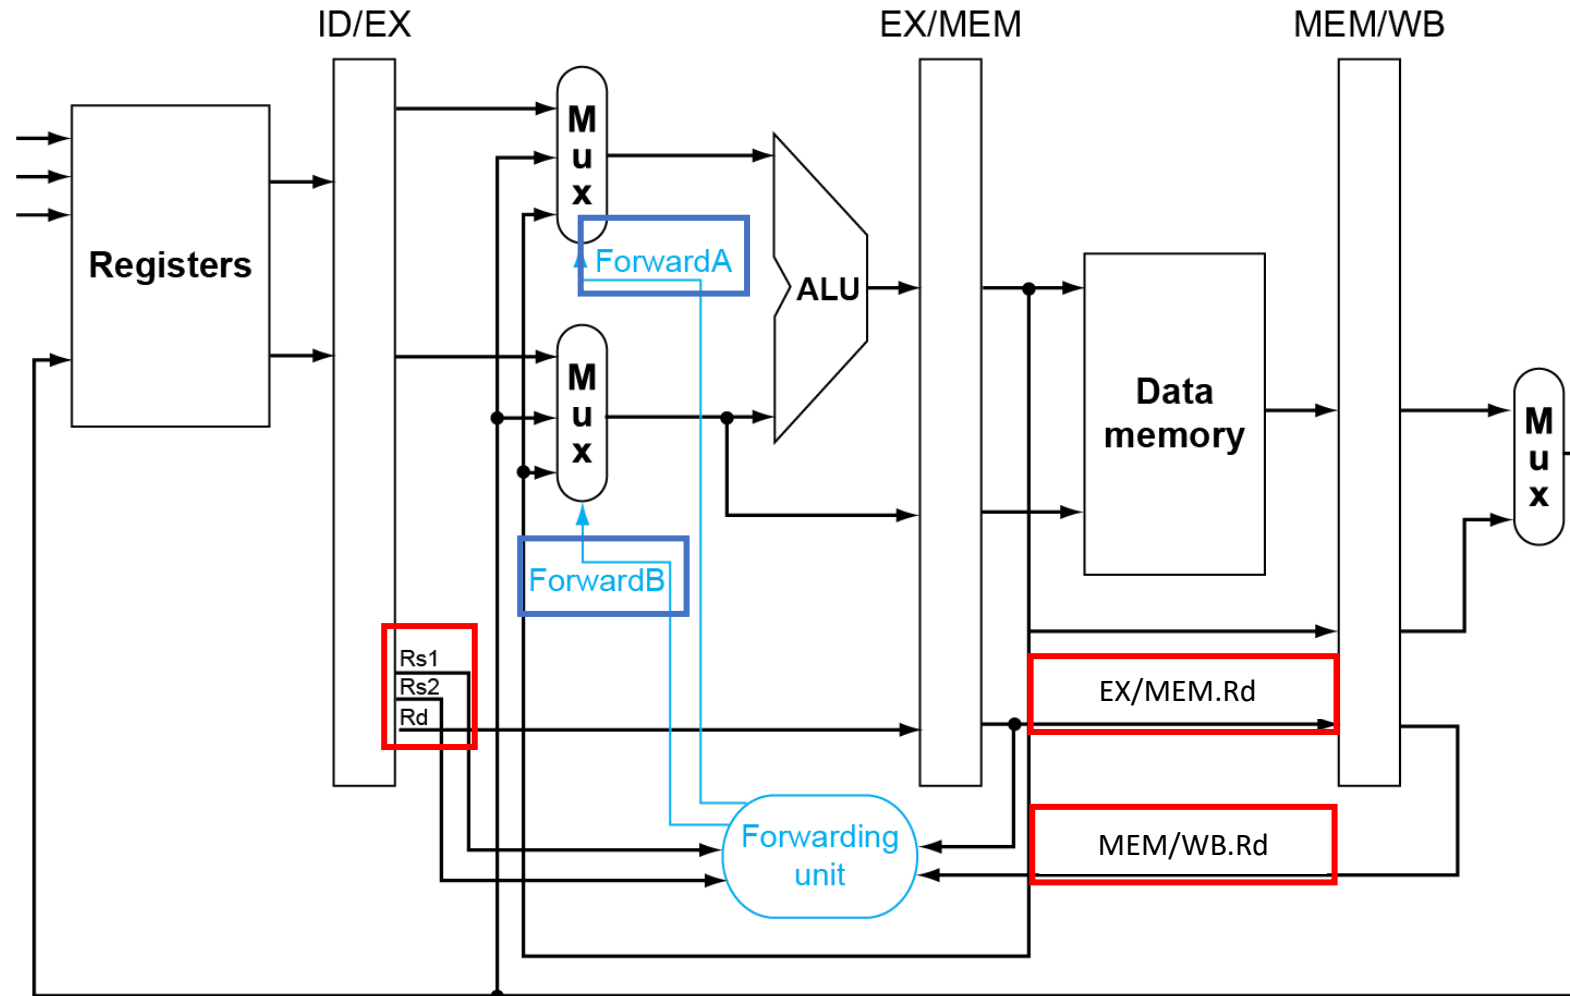 ID/EX
EX/MEM
MEM/WB
M
u
x
Registers
ForwardA
ALU
M
u
x
Data
memory
M
u
x
ForwardB
Rs1
Rs2
Rd
EX/MEM.Rd
Forwarding
unit
MEM/WB.Rd